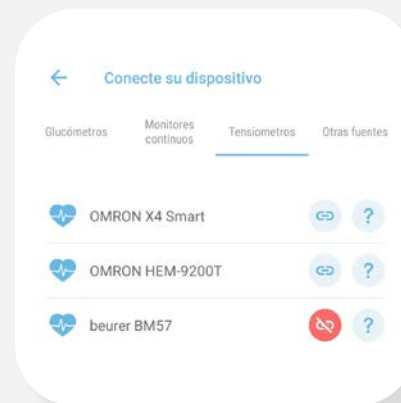 Conecte su dispositivo
Glucómetros
Monitores
continuos
Tensiometros
Otras fuentes
OMRON X4 Smart
?
OMRON HEM-9200T
?
beurer BM57
?